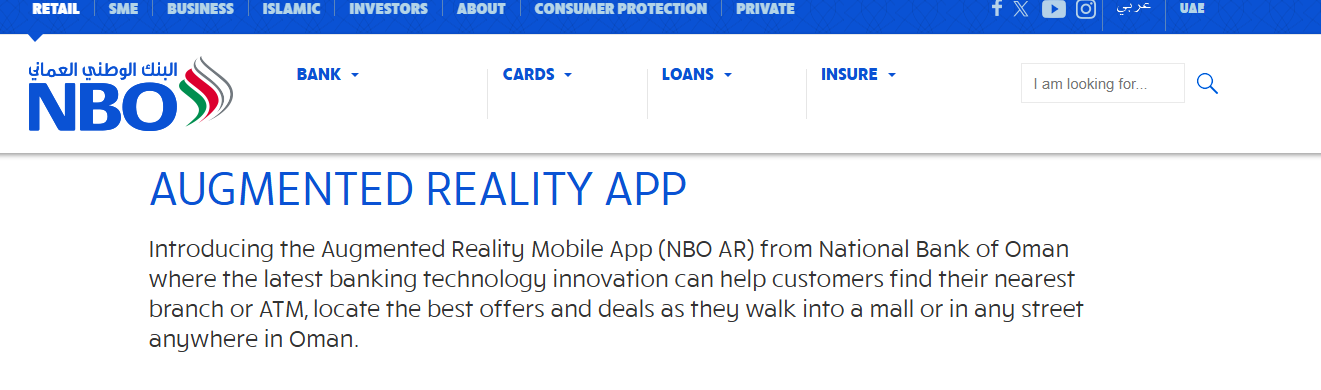 RETAIL SME BUSINESS ISLAMIC INVESTORS ABOUT CONSUMER PROTECTION PRIVATE عربي UAE
البنك الوطني العماني
NBO
BANK CARDS LOANS INSURE I am looking for...
AUGMENTED REALITY APP
Introducing the Augmented Reality Mobile App (NBO AR) from National Bank of Oman
where the latest banking technology innovation can help customers find their nearest
branch or ATM, locate the best offers and deals as they walk into a mall or in any street
anywhere in Oman.